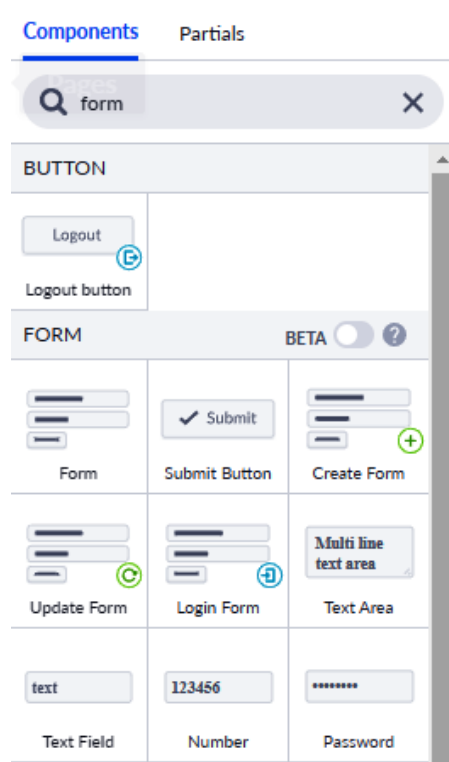 Components Partials
Pages
form
BUTTON
Logout
Logout button
FORM BETA ?
Form
Submit
Submit Button
Create Form
Update Form
Login Form
Multi line
text area
Text Area
text
Text Field
123456
Number
Password